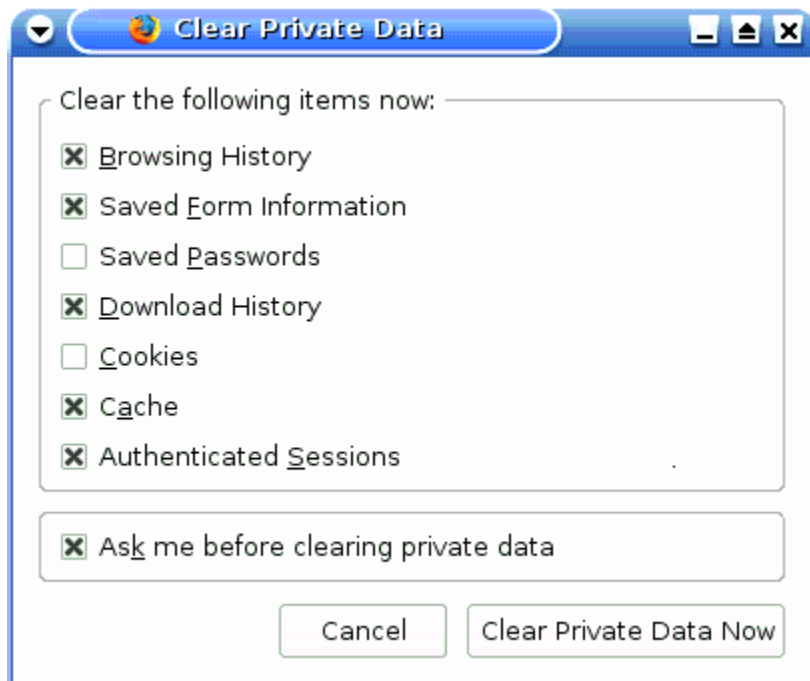 Clear Private Data
Clear the following items now:
Browsing History
Saved Form Information
Saved Passwords
Download History
Cookies
Cache
Authenticated Sessions
Ask me before clearing private data
Cancel Clear Private Data Now